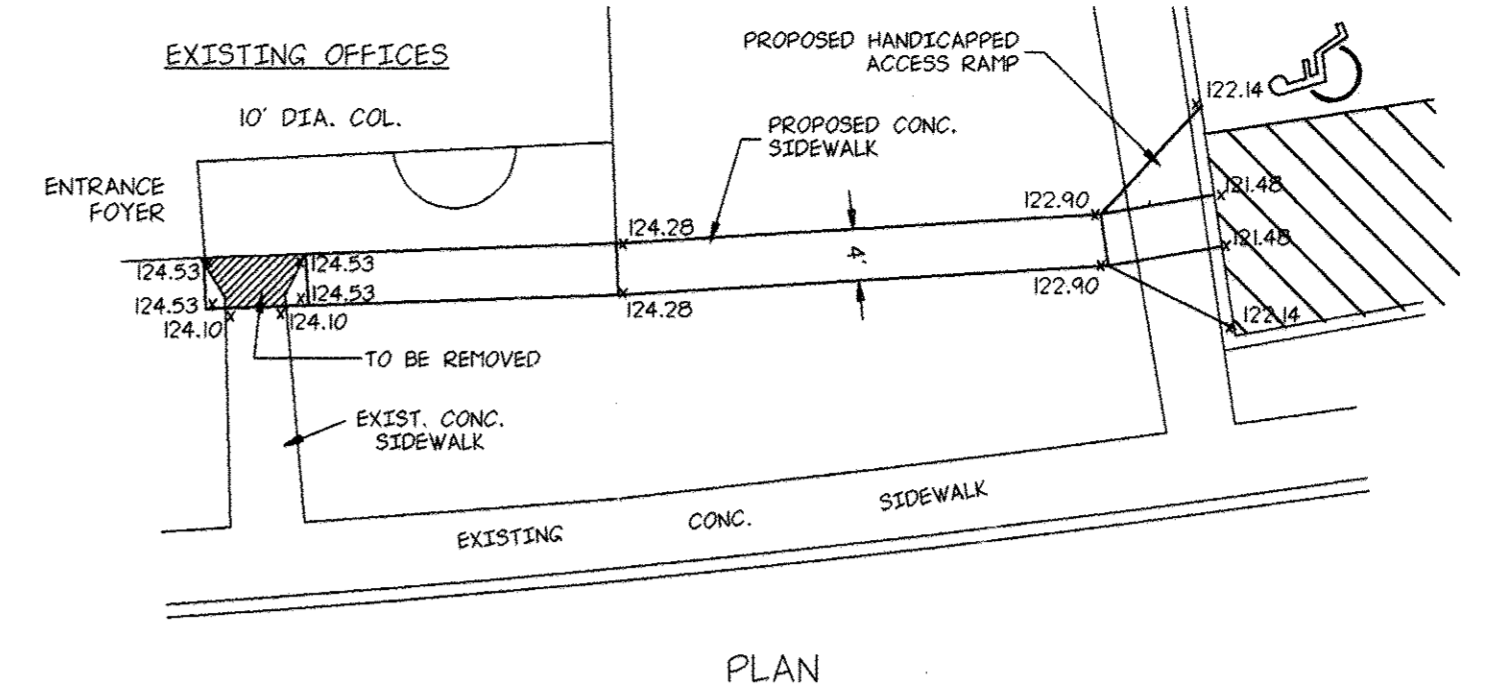 EXISTING OFFICES
10' DIA. COL.
ENTRANCE
FOYER
PROPOSED HANDICAPPED
ACCESS RAMP
122.14
PROPOSED CONC.
SIDEWALK
122.90
121.48
124.28
4'
121.48
124.53
124.53
122.90
124.53
124.53
124.28
122.14
124.10
124.10
TO BE REMOVED
EXIST. CONC.
SIDEWALK
EXISTING CONC. SIDEWALK
PLAN